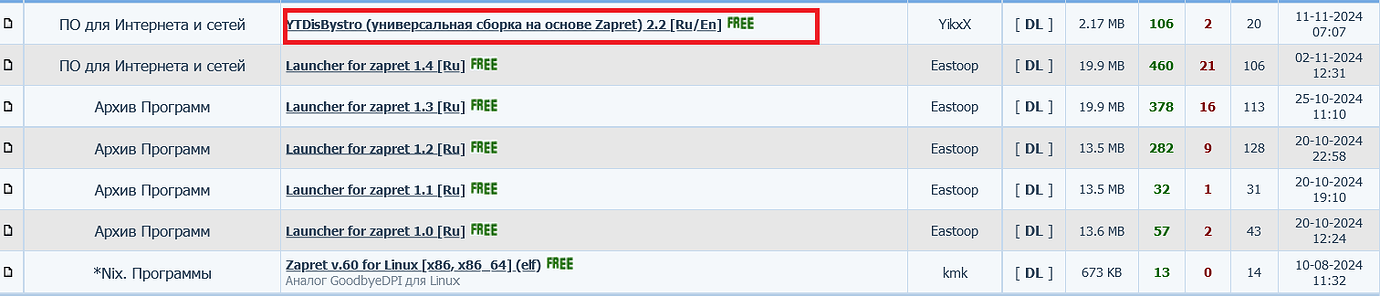 ПО для Интернета и сетей YTDisBystro (универсальная сборка на основе Zapret) 2.2 [Ru/En] FREE YikxX [ DL ] 2.17 MB 106 2 20 11-11-2024 07:07
ПО для Интернета и сетей Launcher for zapret 1.4 [Ru] FREE Eastoop [ DL ] 19.9 MB 460 21 106 02-11-2024 12:31
Архив Программ Launcher for zapret 1.3 [Ru] FREE Eastoop [ DL ] 19.9 MB 378 16 113 25-10-2024 11:10
Архив Программ Launcher for zapret 1.2 [Ru] FREE Eastoop [ DL ] 13.5 MB 282 9 128 20-10-2024 22:58
Архив Программ Launcher for zapret 1.1 [Ru] FREE Eastoop [ DL ] 13.5 MB 32 1 31 20-10-2024 19:10
Архив Программ Launcher for zapret 1.0 [Ru] FREE Eastoop [ DL ] 13.6 MB 57 2 43 20-10-2024 12:24
*Nix. Программы Zapret v.60 for Linux [x86, x86_64] (elf) FREE kmk [ DL ] 673 KB 13 0 14 10-08-2024 11:32
Аналог GoodbyeDPI для Linux